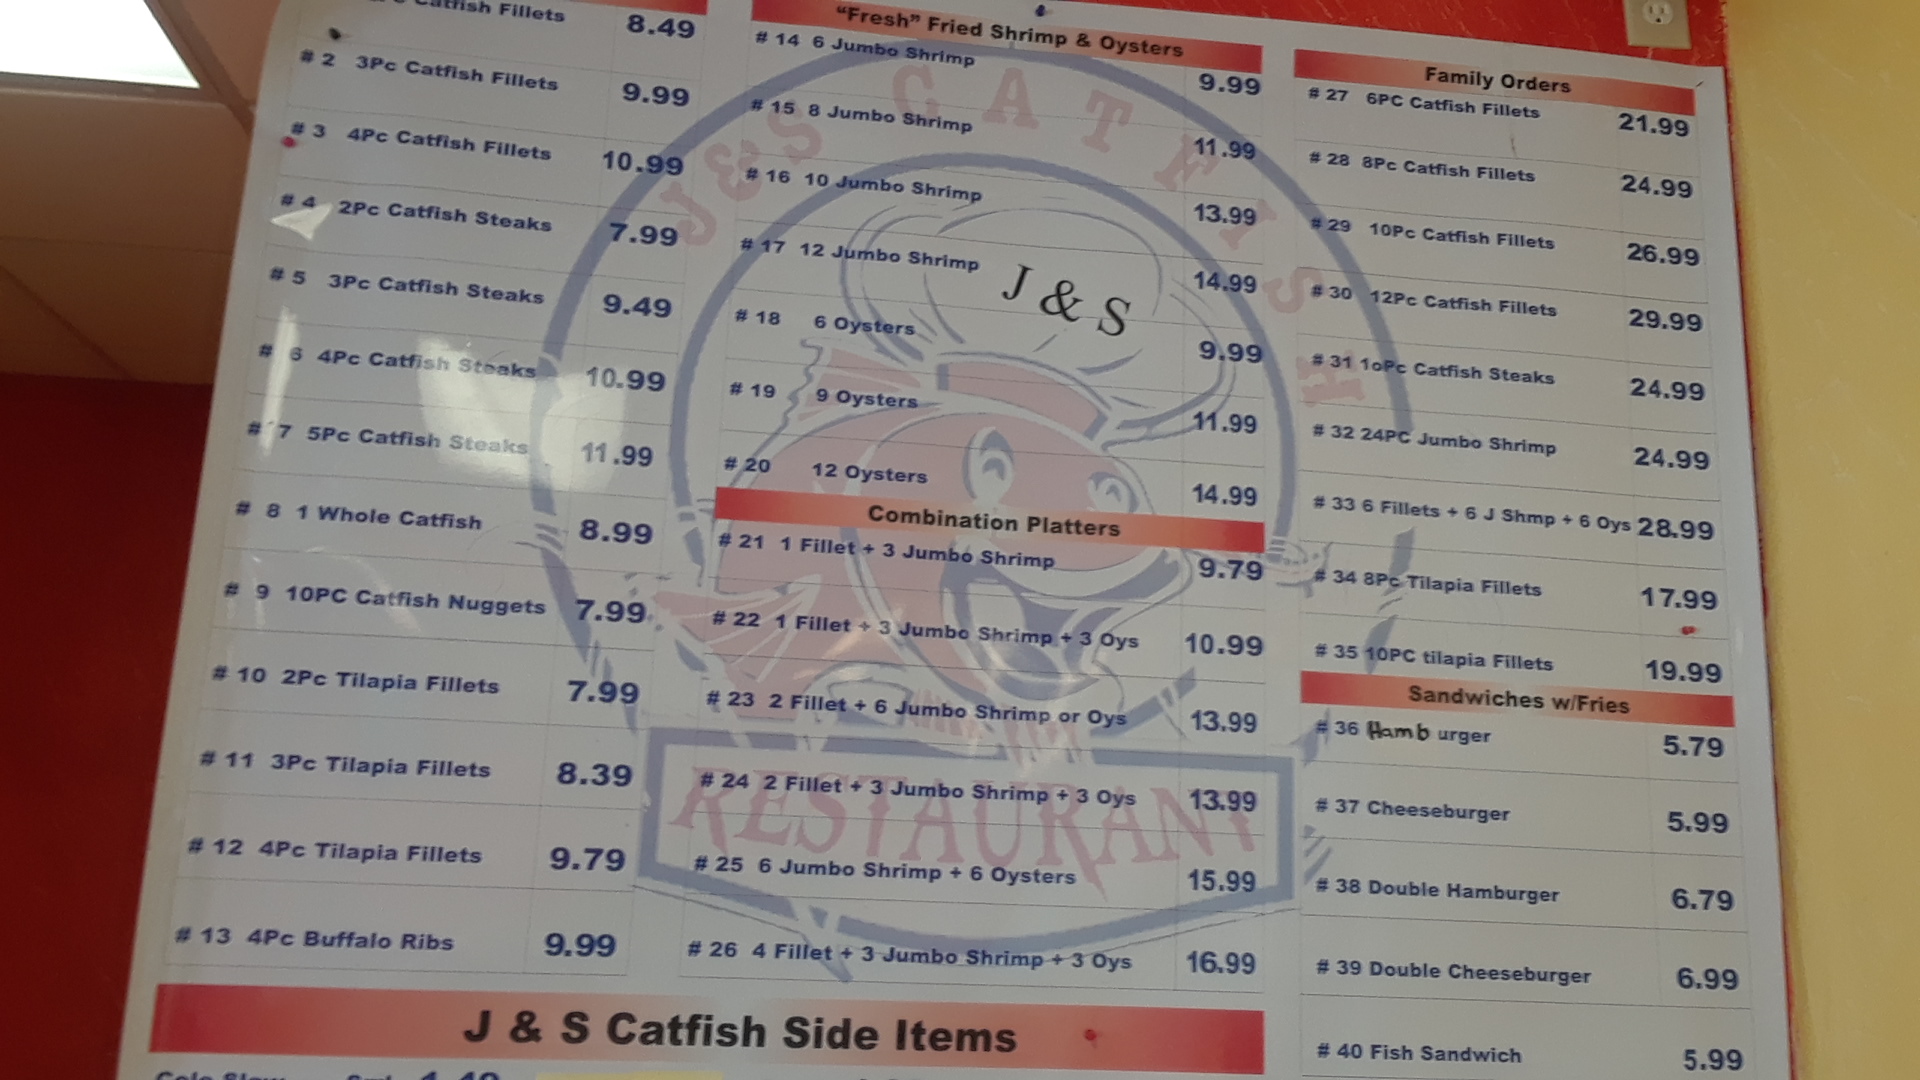 Catfish Fillets 8.49
# 2 3Pc Catfish Fillets 9.99
# 3 4Pc Catfish Fillets 10.99
# 4 2Pc Catfish Steaks 7.99
# 5 3Pc Catfish Steaks 9.49
# 6 4Pc Catfish Steaks 10.99
# 7 5Pc Catfish Steaks 11.99
# 8 1 Whole Catfish 8.99
# 9 10PC Catfish Nuggets 7.99
# 10 2Pc Tilapia Fillets 7.99
# 11 3Pc Tilapia Fillets 8.39
# 12 4Pc Tilapia Fillets 9.79
# 13 4Pc Buffalo Ribs 9.99
"Fresh" Fried Shrimp & Oysters
# 14 6 Jumbo Shrimp 9.99
# 15 8 Jumbo Shrimp 11.99
# 16 10 Jumbo Shrimp 13.99
# 17 12 Jumbo Shrimp 14.99
# 18 6 Oysters 9.99
# 19 9 Oysters 11.99
# 20 12 Oysters 14.99
Combination Platters
# 21 1 Fillet + 3 Jumbo Shrimp 9.79
# 22 1 Fillet + 3 Jumbo Shrimp + 3 Oys 10.99
# 23 2 Fillet + 6 Jumbo Shrimp or Oys 13.99
# 24 2 Fillet + 3 Jumbo Shrimp + 3 Oys 13.99
# 25 6 Jumbo Shrimp + 6 Oysters 15.99
# 26 4 Fillet + 3 Jumbo Shrimp + 3 Oys 16.99
J&S CATFISH
J & S
RESTAURANT
Family Orders
# 27 6PC Catfish Fillets 21.99
# 28 8Pc Catfish Fillets 24.99
# 29 10Pc Catfish Fillets 26.99
# 30 12Pc Catfish Fillets 29.99
# 31 1oPc Catfish Steaks 24.99
# 32 24PC Jumbo Shrimp 24.99
# 33 6 Fillets + 6 J Shmp + 6 Oys 28.99
# 34 8Pc Tilapia Fillets 17.99
# 35 10PC tilapia Fillets 19.99
Sandwiches w/Fries
# 36 Hamb urger 5.79
# 37 Cheeseburger 5.99
# 38 Double Hamburger 6.79
# 39 Double Cheeseburger 6.99
# 40 Fish Sandwich 5.99
J & S Catfish Side Items